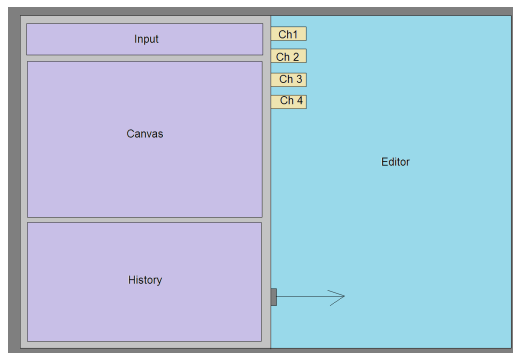 Input
Ch1
Ch 2
Ch 3
Ch 4
Canvas
Editor
History